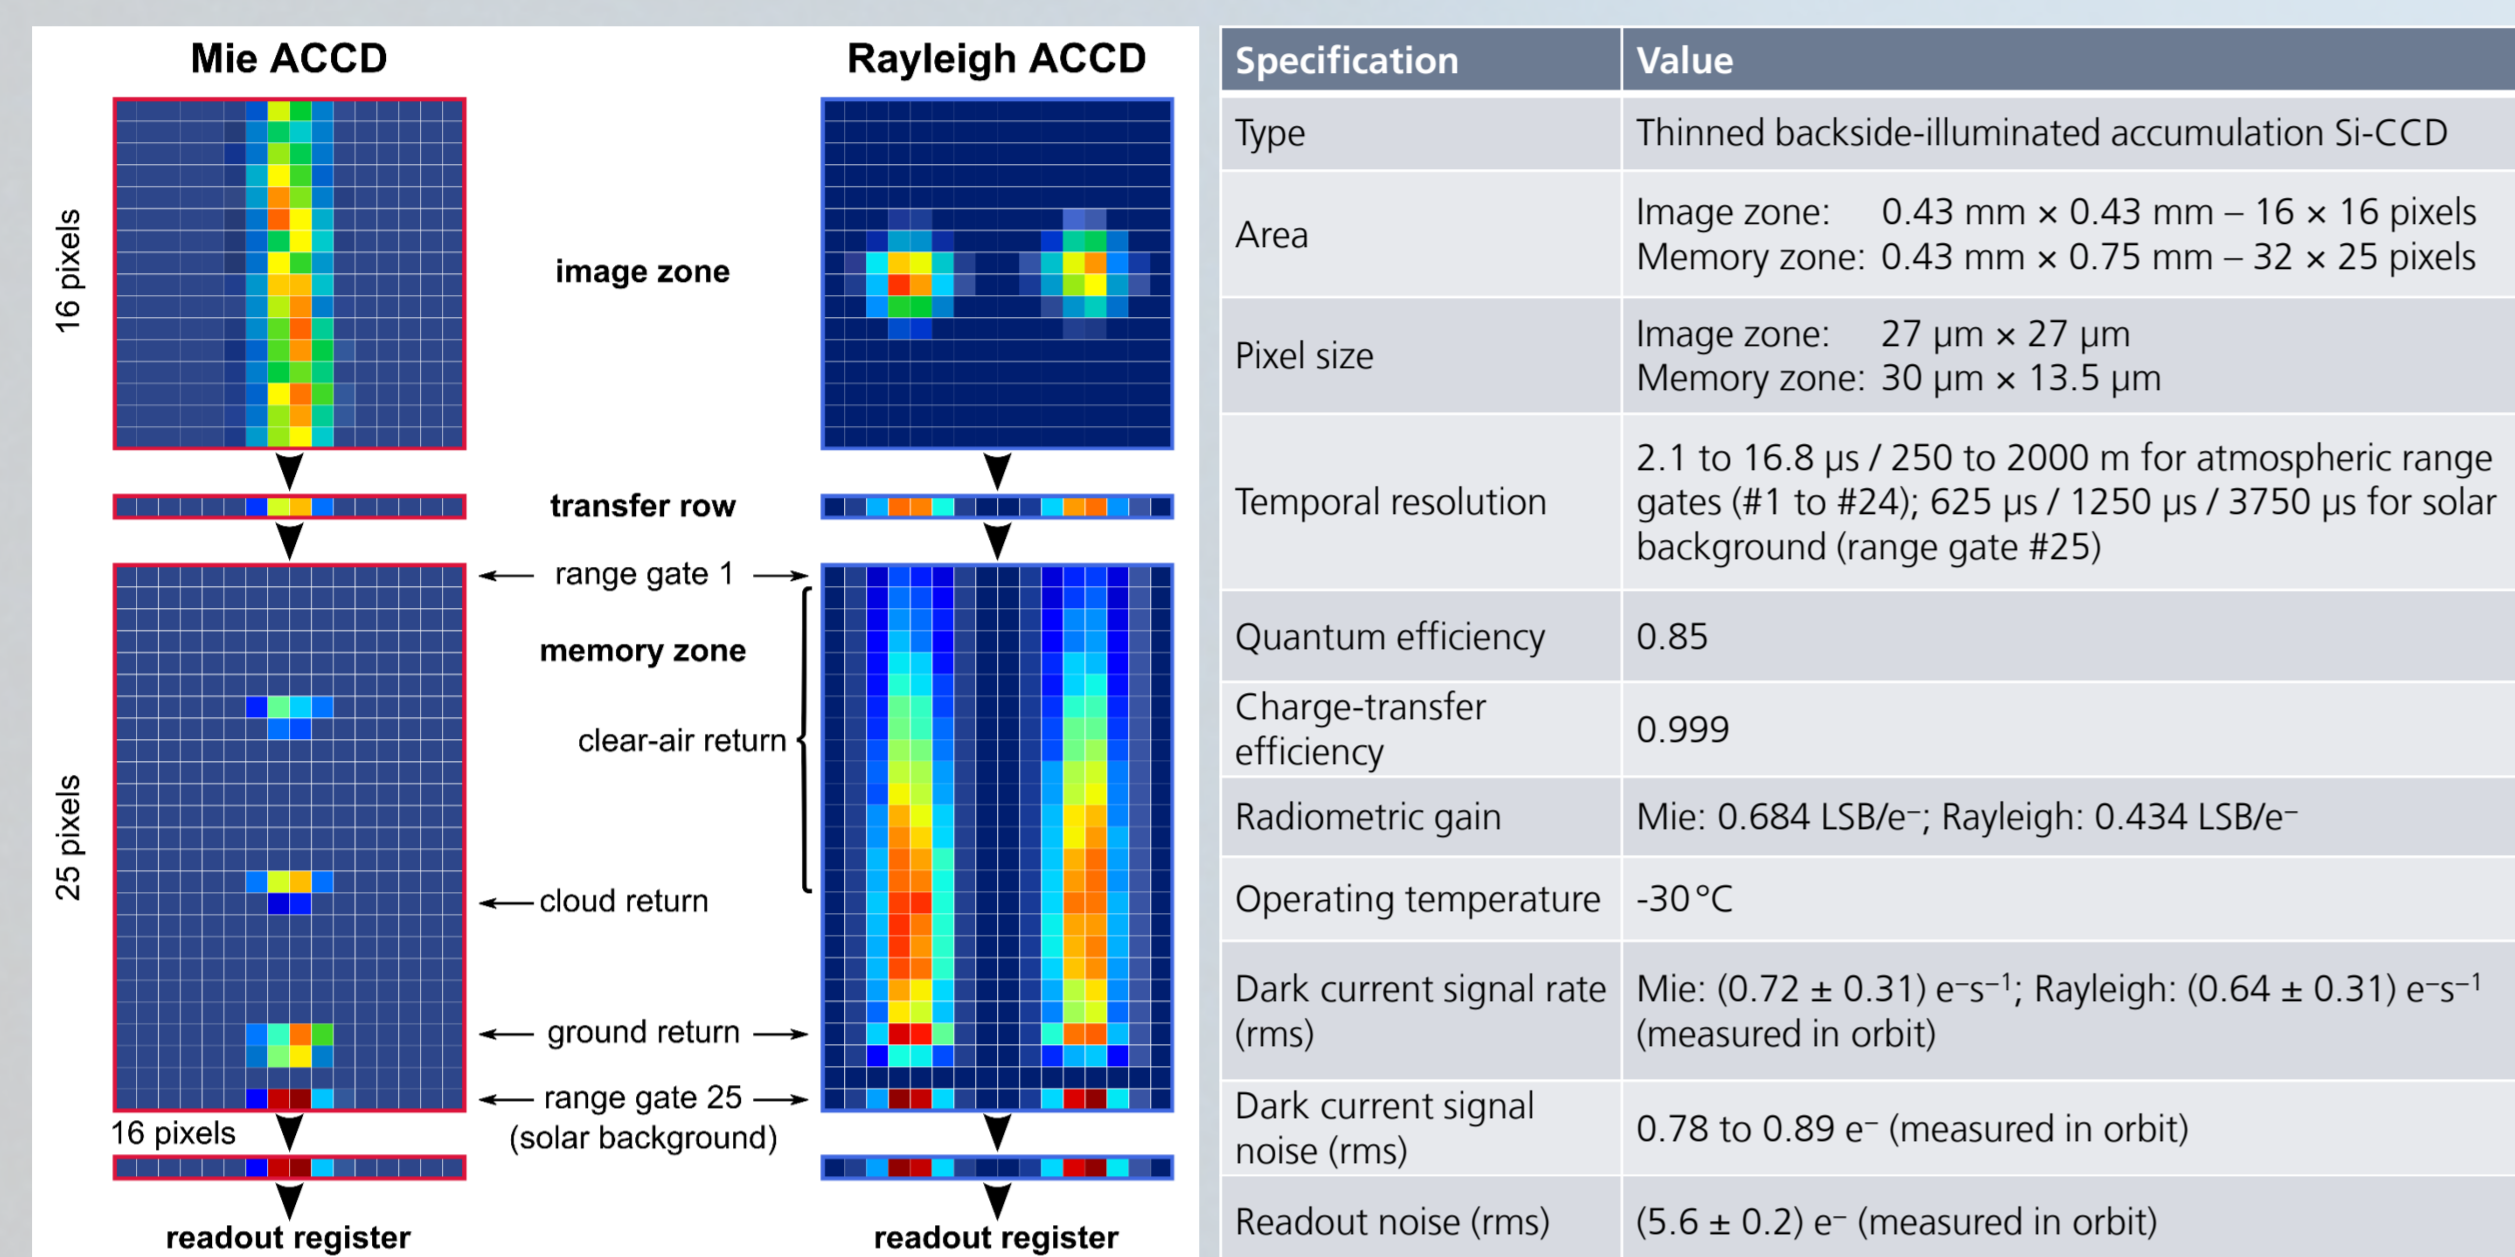 Mie ACCD
Rayleigh ACCD
16 pixels
image zone
transfer row
range gate 1
memory zone
clear-air return
25 pixels
cloud return
ground return
range gate 25
(solar background)
16 pixels
readout register
readout register
Specification
Value
Type
Thinned backside-illuminated accumulation Si-CCD
Area
Image zone: 0.43 mm × 0.43 mm – 16 × 16 pixels
Memory zone: 0.43 mm × 0.75 mm – 32 × 25 pixels
Pixel size
Image zone: 27 µm × 27 µm
Memory zone: 30 µm × 13.5 µm
Temporal resolution
2.1 to 16.8 µs / 250 to 2000 m for atmospheric range
gates (#1 to #24); 625 µs / 1250 µs / 3750 µs for solar
background (range gate #25)
Quantum efficiency
0.85
Charge-transfer
efficiency
0.999
Radiometric gain
Mie: 0.684 LSB/e⁻; Rayleigh: 0.434 LSB/e⁻
Operating temperature
-30°C
Dark current signal rate
(rms)
Mie: (0.72 ± 0.31) e⁻s⁻¹; Rayleigh: (0.64 ± 0.31) e⁻s⁻¹
(measured in orbit)
Dark current signal
noise (rms)
0.78 to 0.89 e⁻ (measured in orbit)
Readout noise (rms)
(5.6 ± 0.2) e⁻ (measured in orbit)